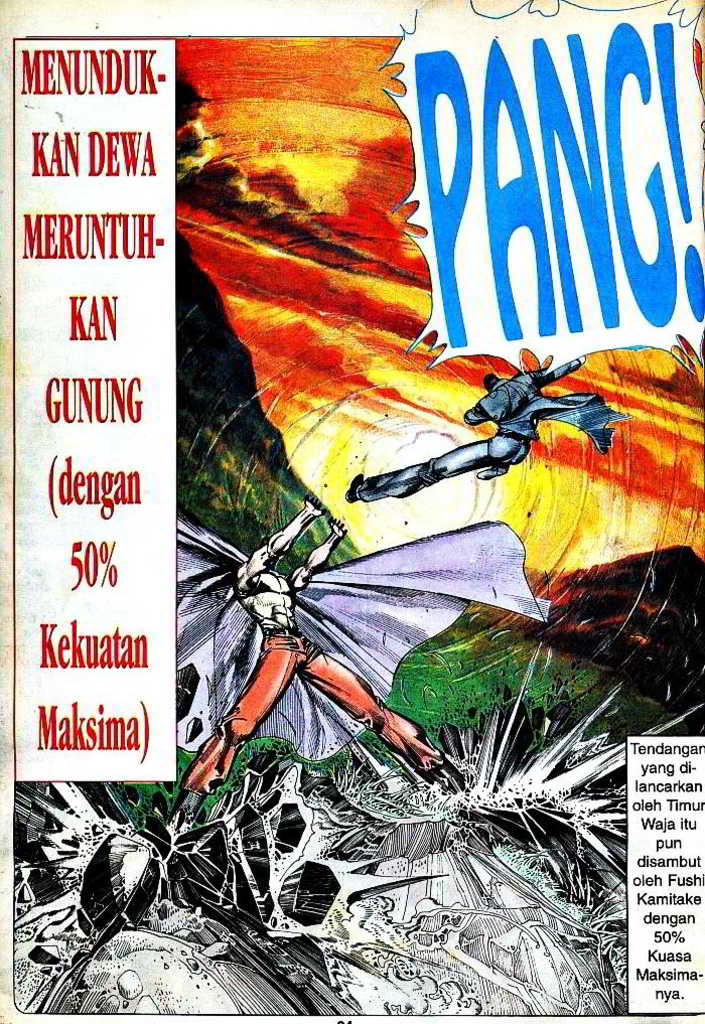 MENUNDUK-
KAN DEWA
MERUNTUH-
KAN
GUNUNG
(dengan
50%
Kekuatan
Maksima)
PANG!
Tendangan
yang di-
lancarkan
oleh Timur
Waja itu
pun
disambut
oleh Fushi
Kamitake
dengan
50%
Kuasa
Maksima-
nya.